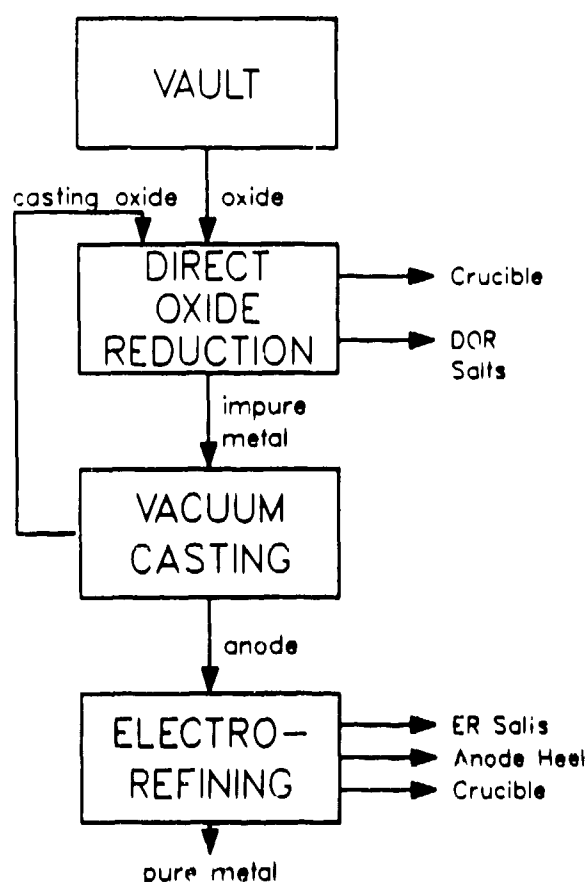 VAULT
casting oxide
oxide
DIRECT
OXIDE
REDUCTION
Crucible
DOR
Salts
impure
metal
VACUUM
CASTING
anode
ELECTRO-
REFINING
ER Salts
Anode Heel
Crucible
pure metal